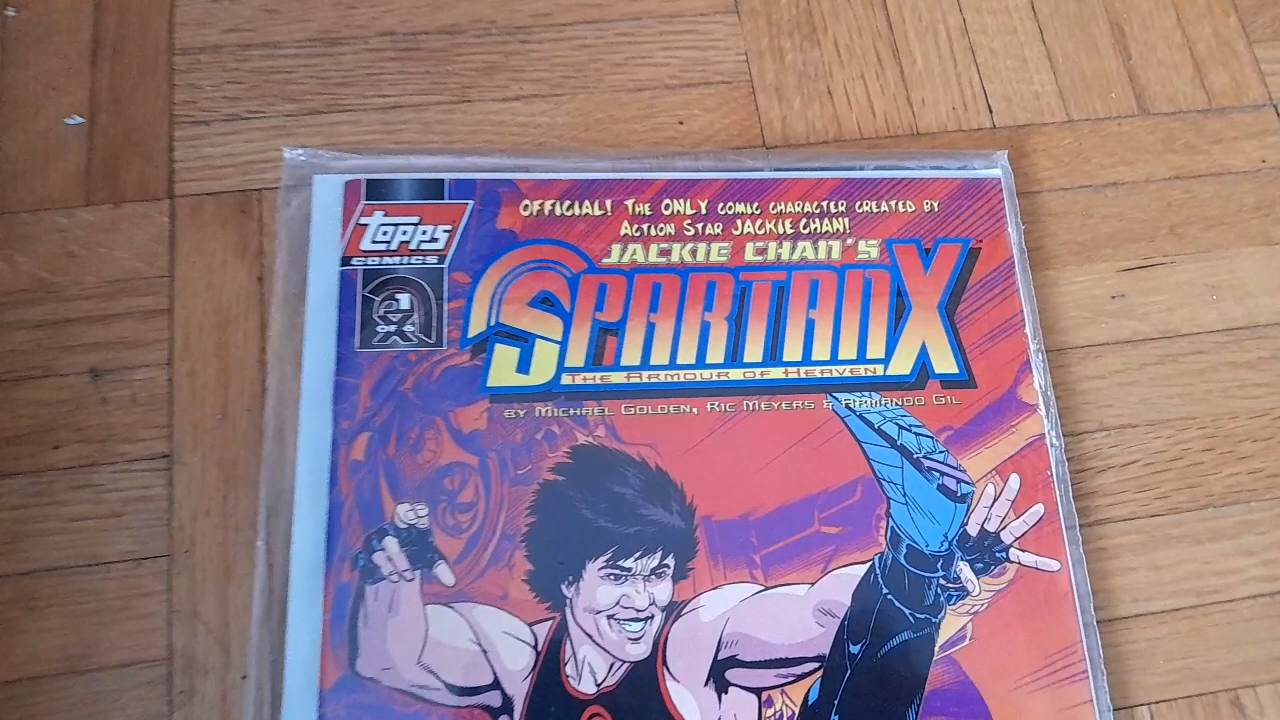 OFFICIAL! THE ONLY COMIC CHARACTER CREATED BY
ACTION STAR JACKIE CHAN!
topps
COMICS
JACKIE CHAN'S
SPARTAN X
THE ARMOUR OF HEAVEN
1
OF 6
X
BY MICHAEL GOLDEN, RIC MEYERS & ARMANDO GIL